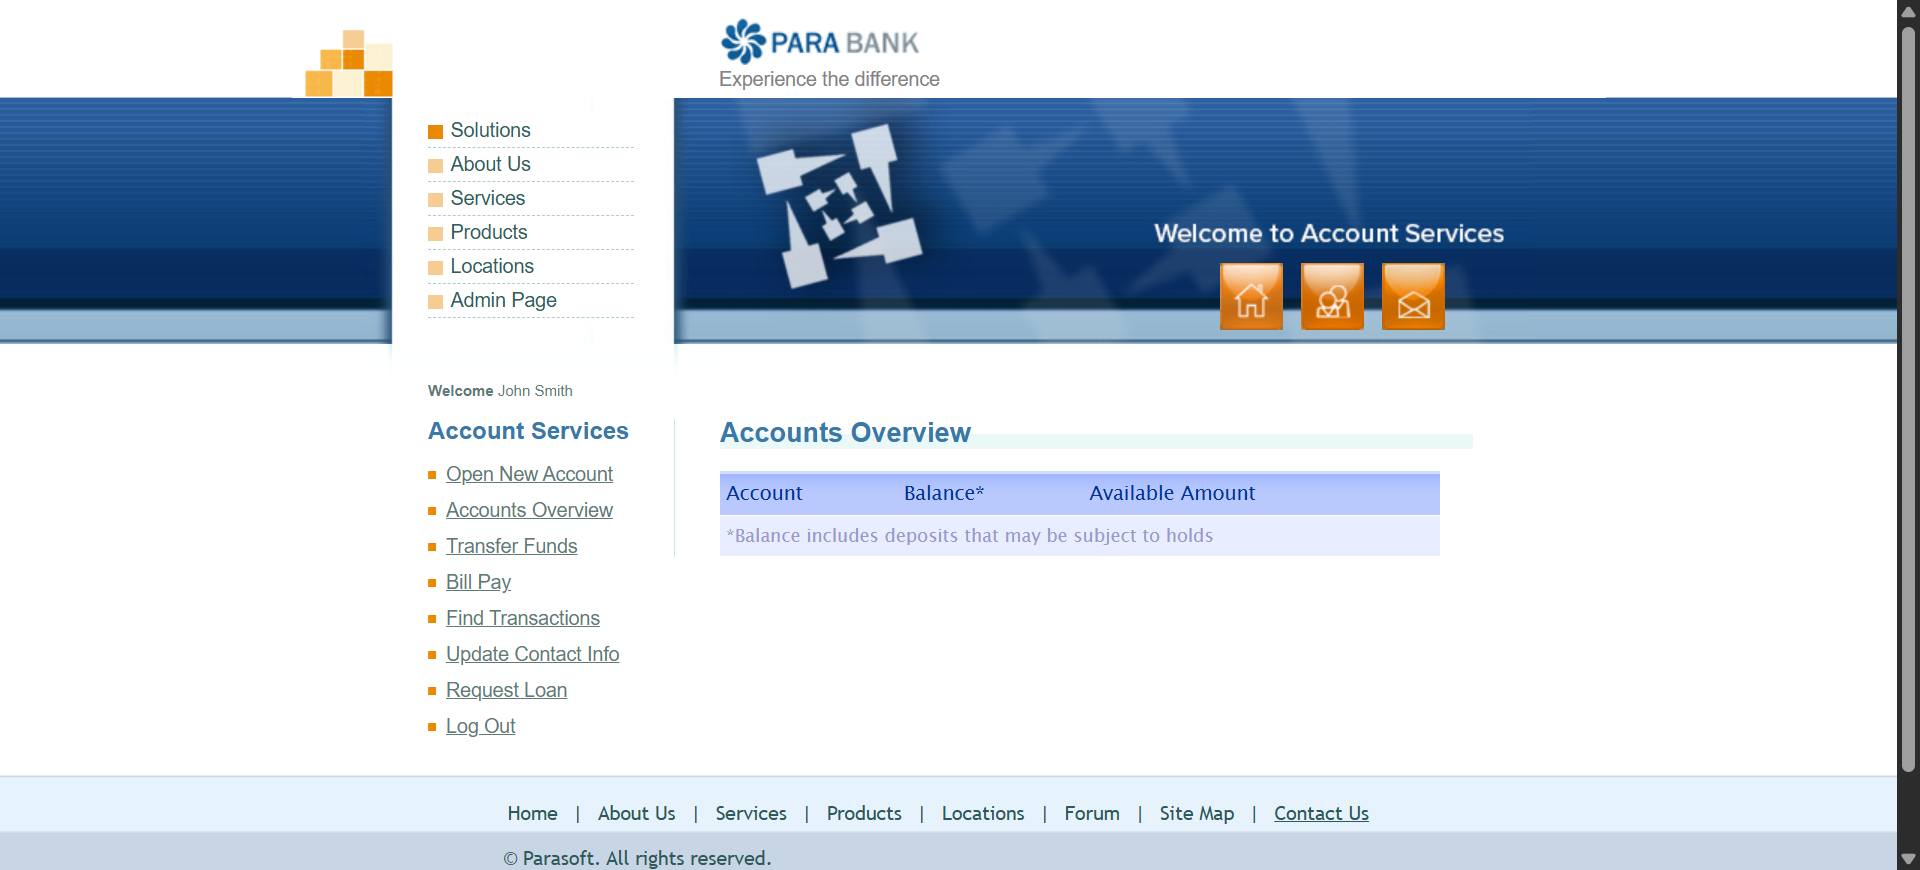 PARA BANK
Experience the difference
Solutions
About Us
Services
Products
Locations
Admin Page
Welcome to Account Services
Welcome John Smith
Account Services
Open New Account
Accounts Overview
Transfer Funds
Bill Pay
Find Transactions
Update Contact Info
Request Loan
Log Out
Accounts Overview
Account Balance* Available Amount
*Balance includes deposits that may be subject to holds
Home | About Us | Services | Products | Locations | Forum | Site Map | Contact Us
© Parasoft. All rights reserved.